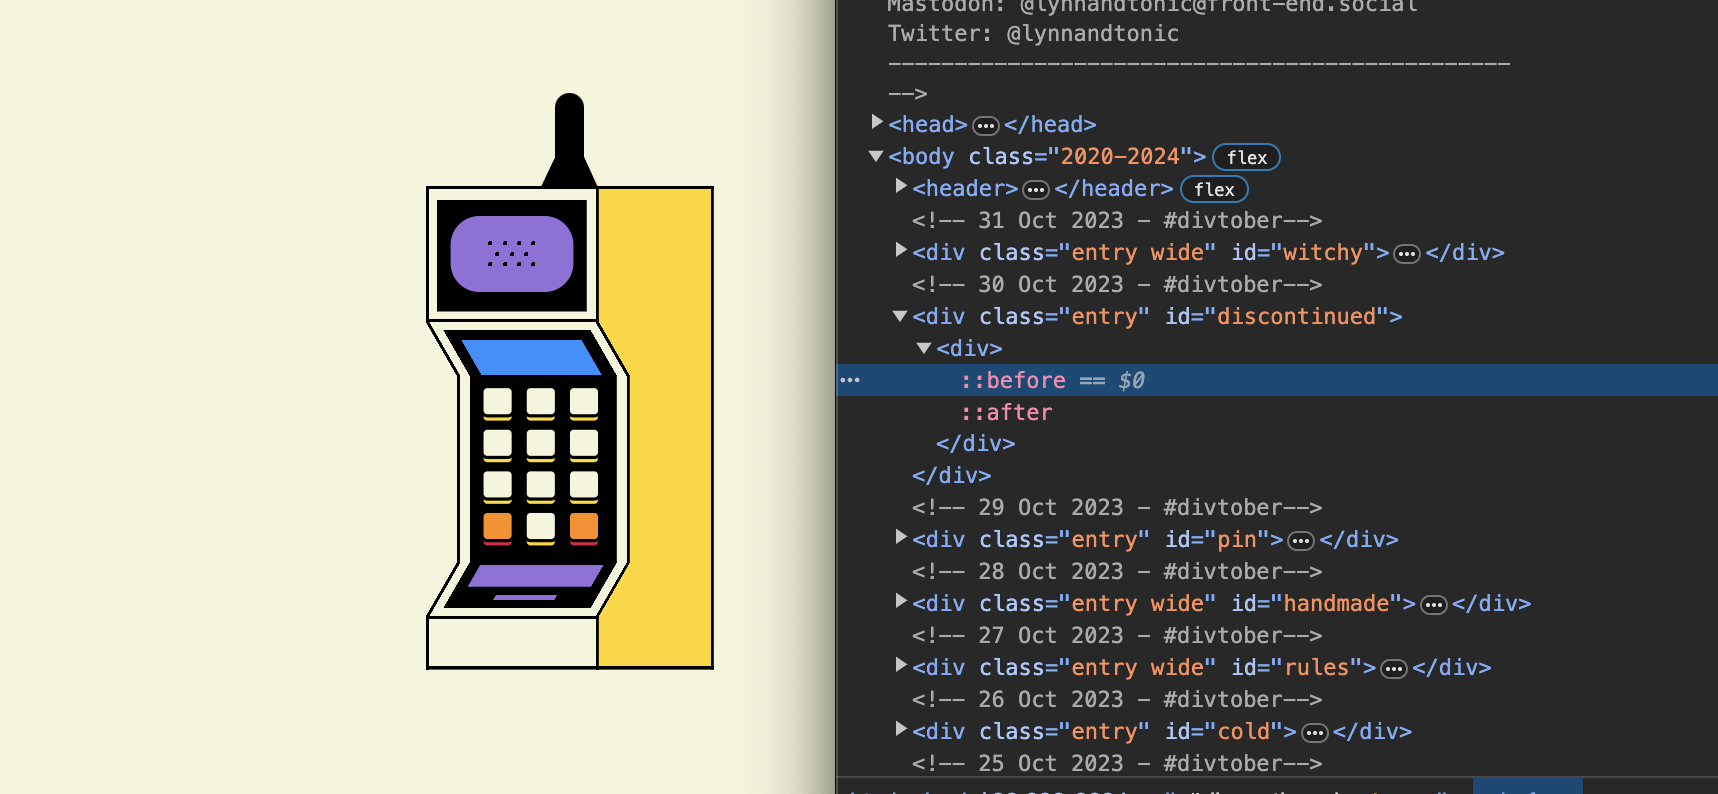 Mastodon: @lynnandtonic@front-end.social
Twitter: @lynnandtonic
-----------------------------------------------
-->
<head>…</head>
<body class="2020-2024"> flex
<header>…</header> flex
<!-- 31 Oct 2023 - #divtober-->
<div class="entry wide" id="witchy">…</div>
<!-- 30 Oct 2023 - #divtober-->
<div class="entry" id="discontinued">
<div>
… ::before == $0
::after
</div>
</div>
<!-- 29 Oct 2023 - #divtober-->
<div class="entry" id="pin">…</div>
<!-- 28 Oct 2023 - #divtober-->
<div class="entry wide" id="handmade">…</div>
<!-- 27 Oct 2023 - #divtober-->
<div class="entry wide" id="rules">…</div>
<!-- 26 Oct 2023 - #divtober-->
<div class="entry" id="cold">…</div>
<!-- 25 Oct 2023 - #divtober-->